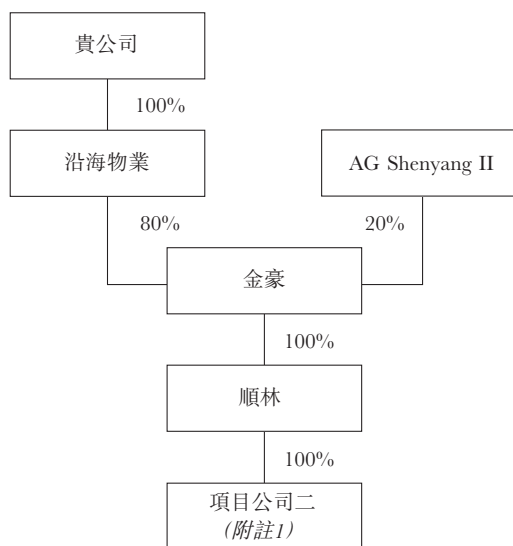 貴公司
100%
沿海物業
AG Shenyang II
80%
20%
金豪
100%
順林
100%
項目公司二
(附註1)